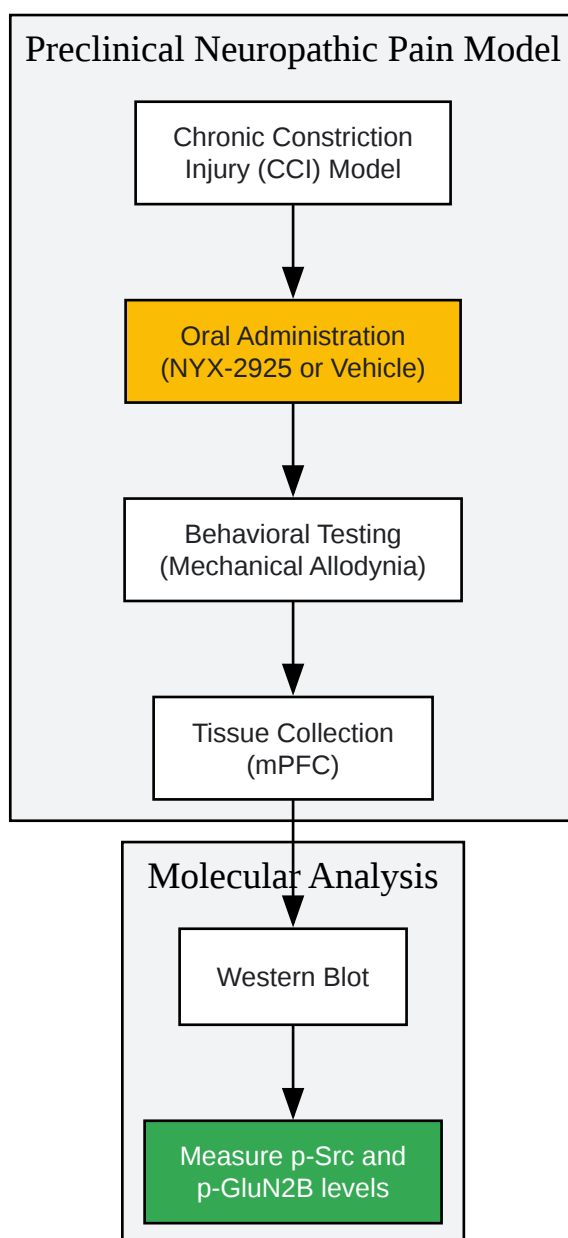 Preclinical Neuropathic Pain Model
Chronic Constriction
Injury (CCI) Model
Oral Administration
(NYX-2925 or Vehicle)
Behavioral Testing
(Mechanical Allodynia)
Tissue Collection
(mPFC)
Molecular Analysis
Western Blot
Measure p-Src and
p-GluN2B levels